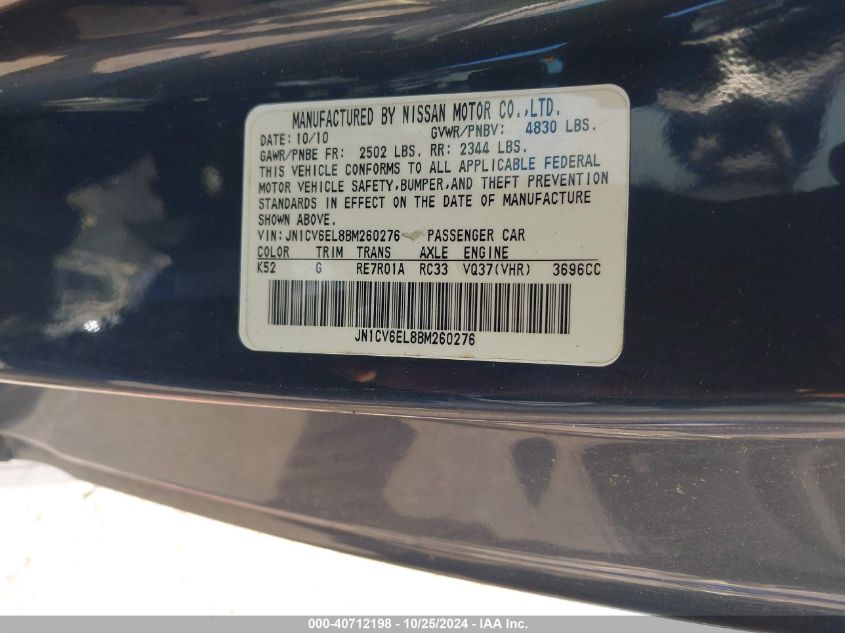 MANUFACTURED BY NISSAN MOTOR CO.,LTD.
DATE: 10/10 GVWR/PNBV: 4830 LBS.
GAWR/PNBE FR: 2502 LBS. RR: 2344 LBS.
THIS VEHICLE CONFORMS TO ALL APPLICABLE FEDERAL
MOTOR VEHICLE SAFETY,BUMPER,AND THEFT PREVENTION
STANDARDS IN EFFECT ON THE DATE OF MANUFACTURE
SHOWN ABOVE.
VIN:JN1CV6EL8BM260276 PASSENGER CAR
COLOR TRIM TRANS AXLE ENGINE
K52 G RE7R01A RC33 VQ37(VHR) 3696CC
JN1CV6EL8BM260276
000-40712198 - 10/25/2024 - IAA Inc.